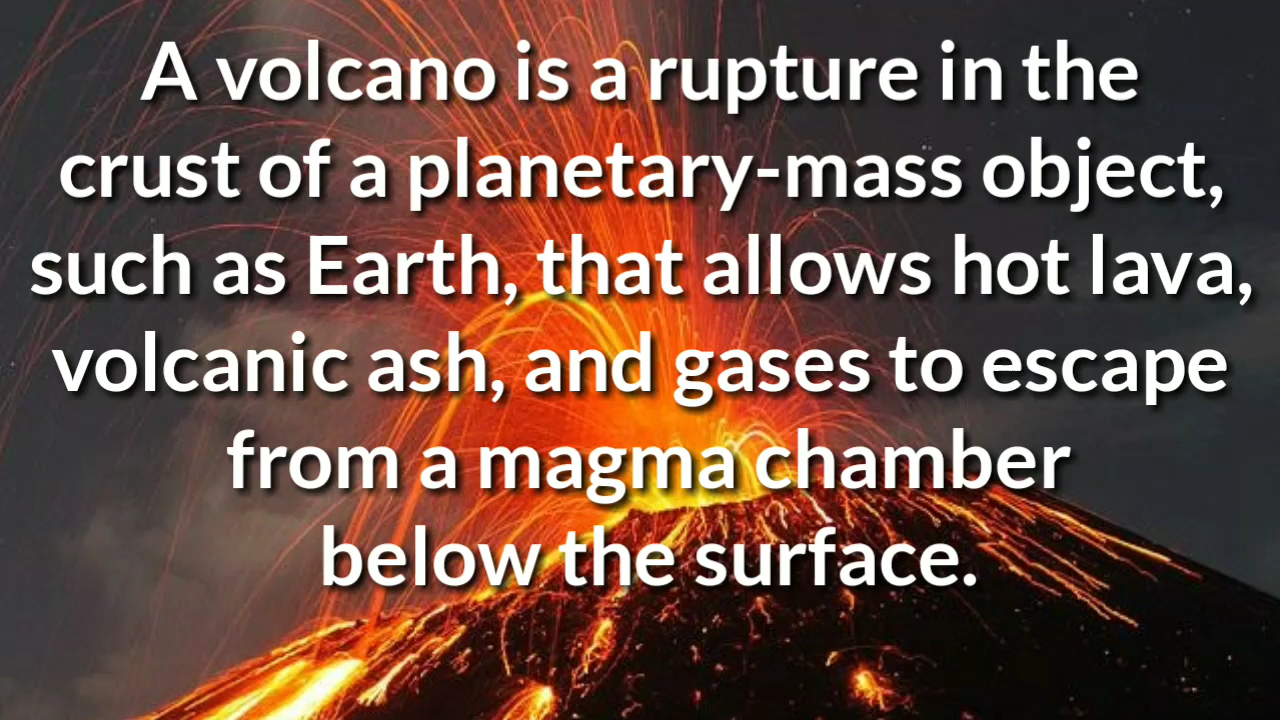 A volcano is a rupture in the
crust of a planetary-mass object,
such as Earth, that allows hot lava,
volcanic ash, and gases to escape
from a magma chamber
below the surface.